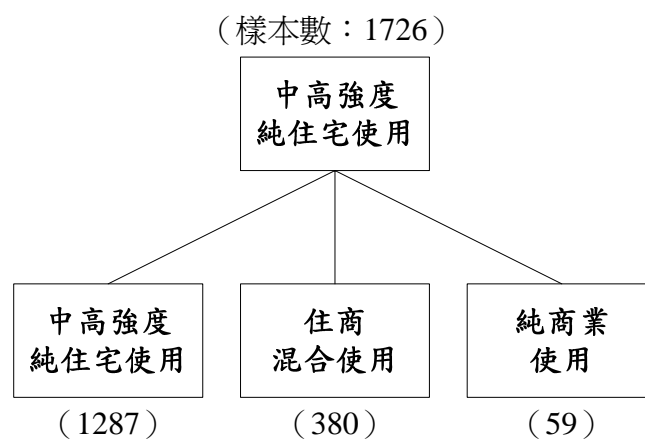 （樣本數：1726）
中高強度
純住宅使用
中高強度
純住宅使用
住商
混合使用
純商業
使用
（1287）
（380）
（59）